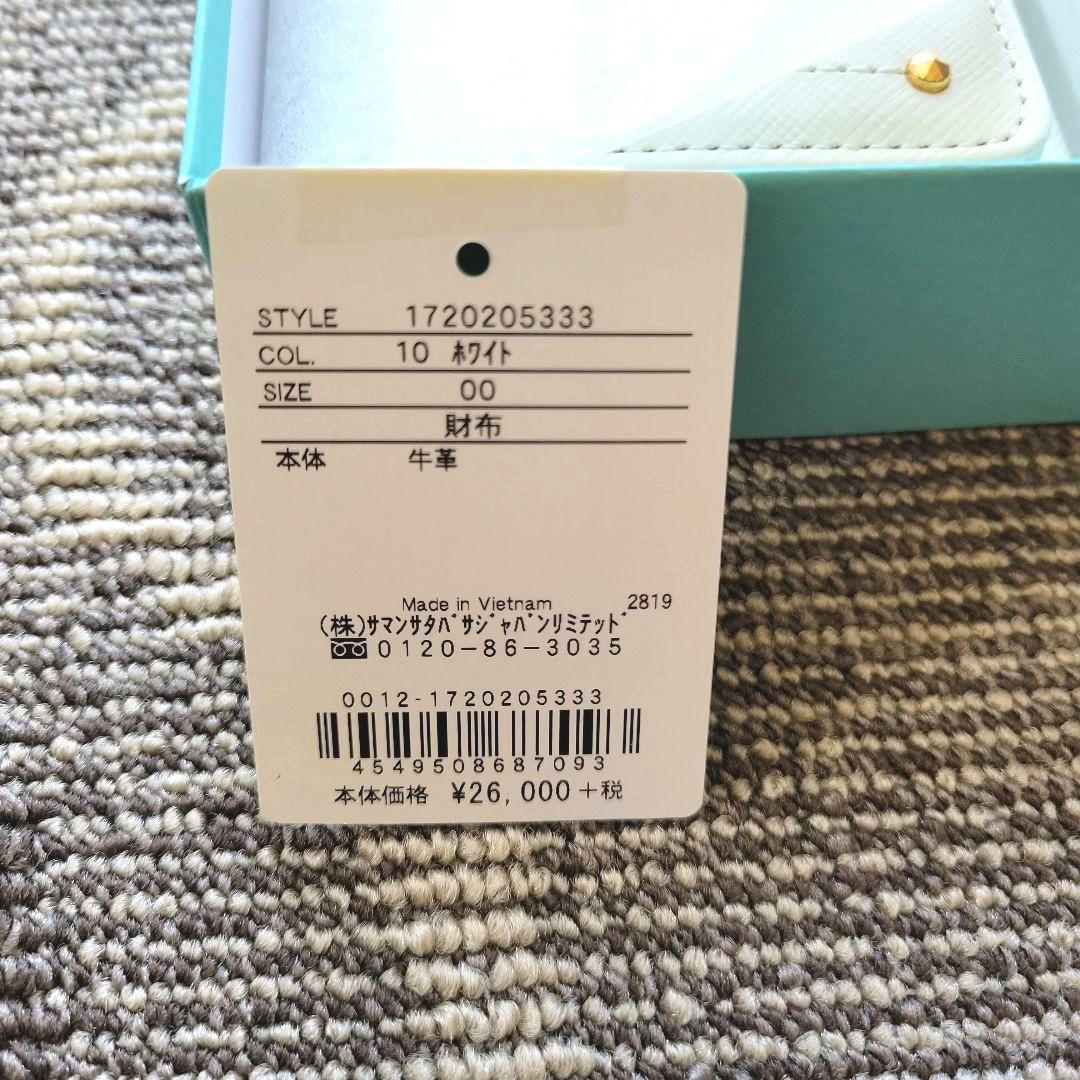 STYLE 1720205333
COL. 10 ﾎﾜｲﾄ
SIZE 00
財布
本体 牛革
Made in Vietnam 2819
(株)ｻﾏﾝｻﾀﾊﾞｻｼﾞｬﾊﾟﾝﾘﾐﾃｯﾄﾞ
0120-86-3035
0012-1720205333
4549508687093
本体価格 ¥26,000+税